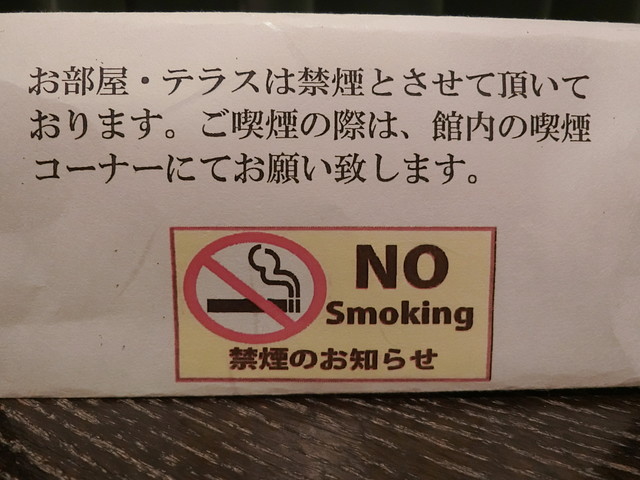 お部屋・テラスは禁煙とさせて頂いて
おります。ご喫煙の際は、館内の喫煙
コーナーにてお願い致します。
NO
Smoking
禁煙のお知らせ